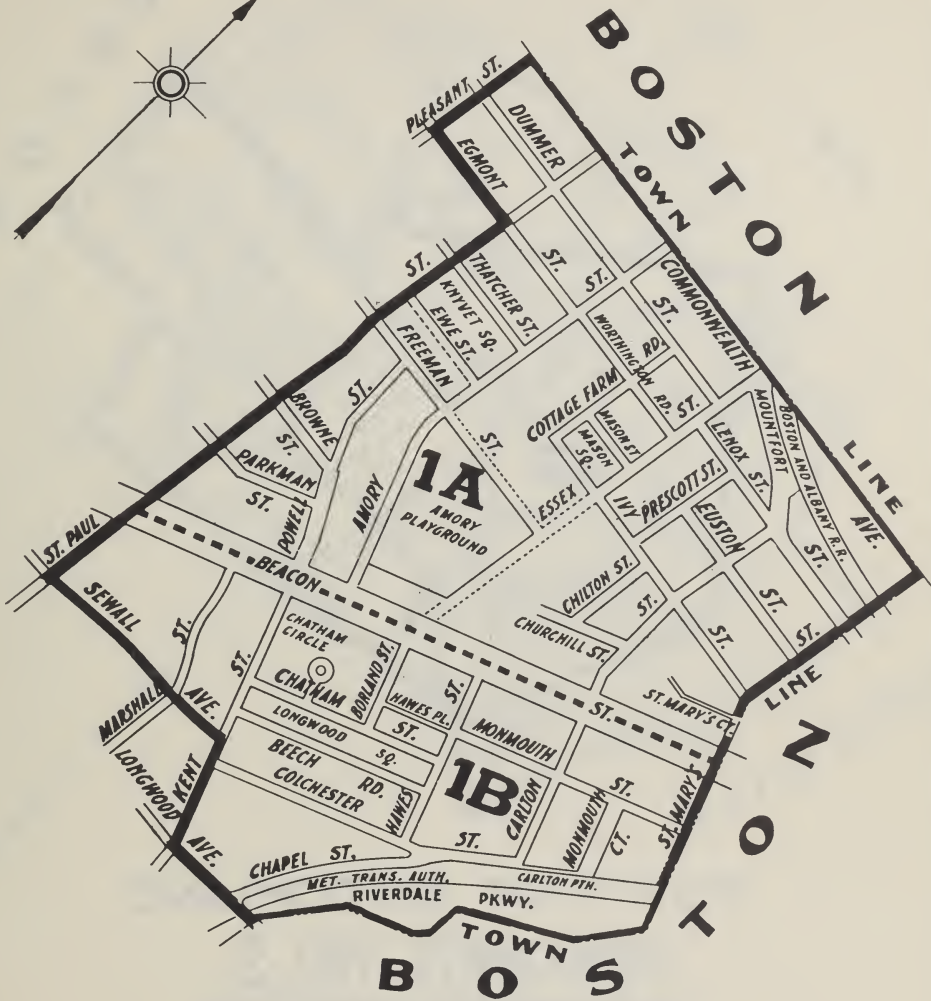 BOSTON
TOWN
LINE
PLEASANT ST.
DUMMER
ST.
EGMONT
ST.
ST.
THATCHER ST.
KNYVET SQ.
EWE ST.
FREEMAN
ST.
COMMONWEALTH
AVE.
WORTHINGTON
RD.
COTTAGE FARM
RD.
ST.
MASON ST
MASON
SQ.
MOUNTFORT
ST.
BOSTON AND ALBANY R.R.
LENOX ST.
BROWNE
ST.
ST.
PARKMAN
ST.
POWELL
AMORY
1A
AMORY
PLAYGROUND
ESSEX
ST.
IVY
ST.
PRESCOTT ST.
EUSTON
ST.
CHILTON ST.
ST.
CHURCHILL ST.
ST. PAUL
ST.
BEACON
ST.
SEWALL
AVE.
ST.
MARSHALL
ST.
CHATHAM
CIRCLE
CHATHAM
ST.
BORLAND ST.
HAWES PL.
ST.
LONGWOOD
SQ.
BEECH
RD.
COLCHESTER
ST.
HAWES
1B
MONMOUTH
ST.
CARLTON
MONMOUTH
CT.
ST. MARY'S
ST. MARY'S CT.
LINE
LONGWOOD
AVE.
KENT
CHAPEL ST.
MET. TRANS. AUTH.
CARLTON PTH.
RIVERDALE PKWY.
TOWN
BOSTON